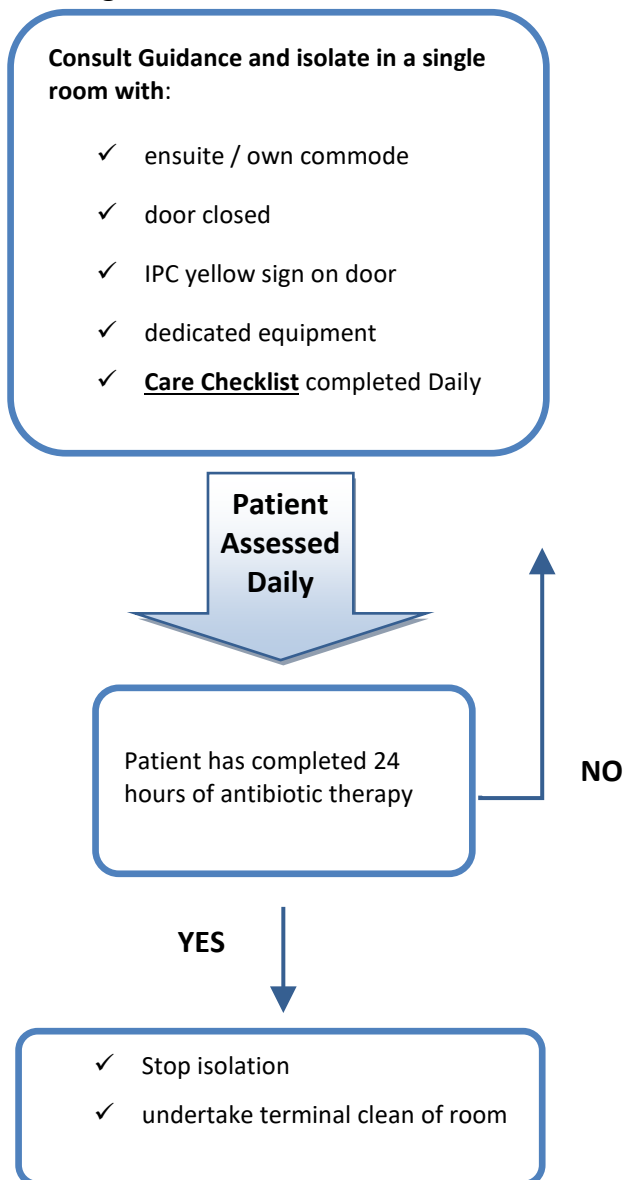 Consult Guidance and isolate in a single
room with:
✓ ensuite / own commode
✓ door closed
✓ IPC yellow sign on door
✓ dedicated equipment
✓ Care Checklist completed Daily
Patient
Assessed
Daily
Patient has completed 24
hours of antibiotic therapy
NO
YES
✓ Stop isolation
✓ undertake terminal clean of room